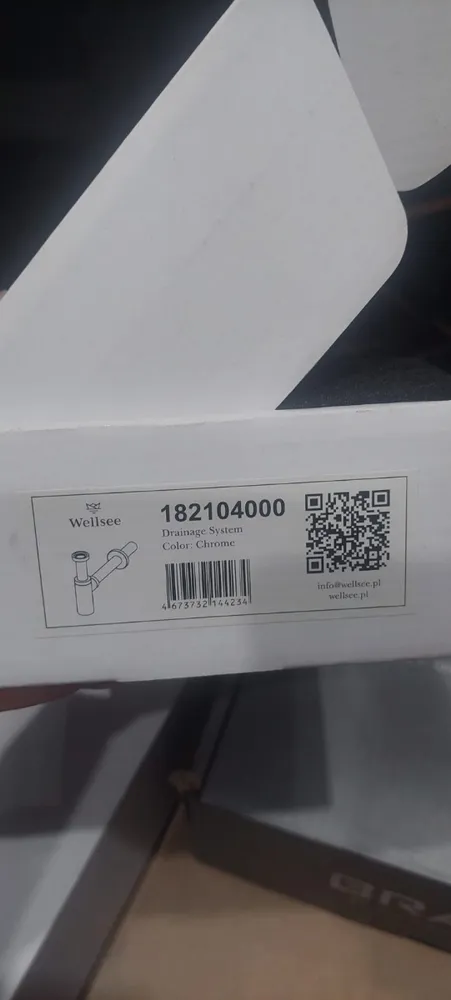 Wellsee
182104000
Drainage System
Color: Chrome
4 673732 144234
info@wellsee.pl
wellsee.pl